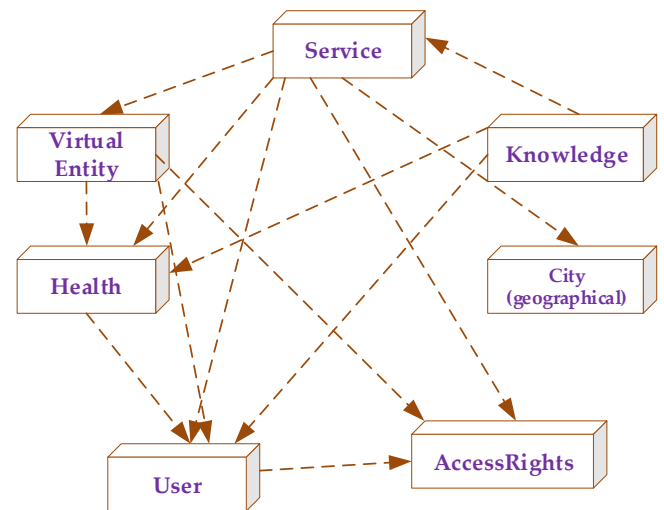 Service
Virtual
Entity
Knowledge
Health
City
(geographical)
User
AccessRights